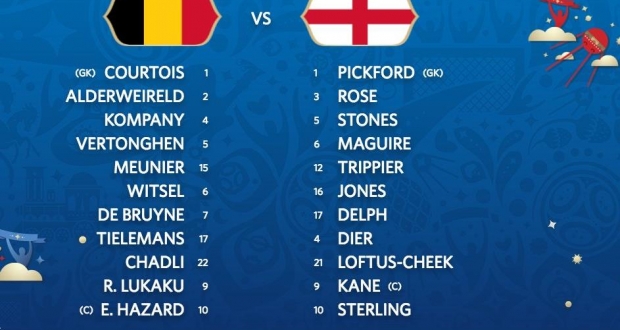 VS
(GK) COURTOIS 1 1 PICKFORD (GK)
ALDERWEIRELD 2 3 ROSE
KOMPANY 4 5 STONES
VERTONGHEN 5 6 MAGUIRE
MEUNIER 15 12 TRIPPIER
WITSEL 6 16 JONES
DE BRUYNE 7 17 DELPH
TIELEMANS 17 4 DIER
CHADLI 22 21 LOFTUS-CHEEK
R. LUKAKU 9 9 KANE (C)
(C) E. HAZARD 10 10 STERLING